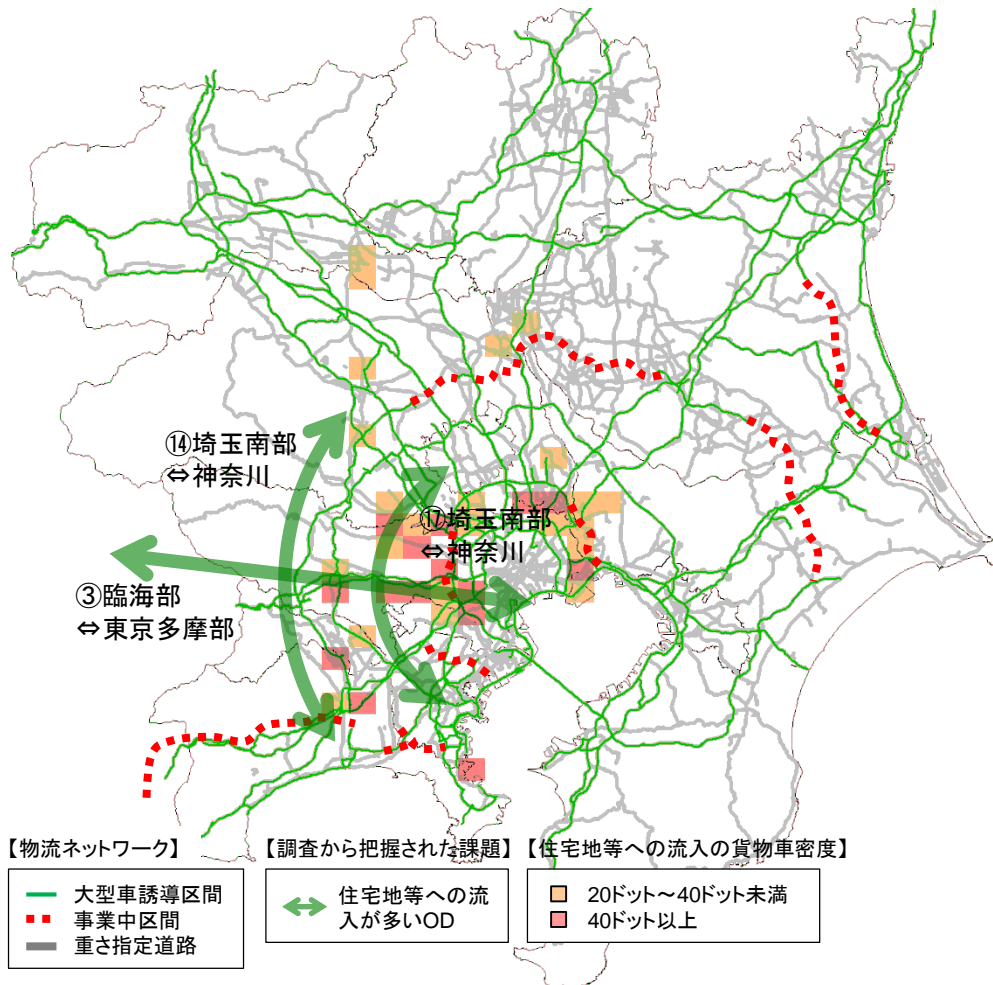 ⑭埼玉南部
⇔神奈川
⑰埼玉南部
⇔神奈川
③臨海部
⇔東京多摩部
【物流ネットワーク】
大型車誘導区間
事業中区間
重さ指定道路
【調査から把握された課題】
住宅地等への流
入が多いOD
【住宅地等への流入の貨物車密度】
20ドット～40ドット未満
40ドット以上